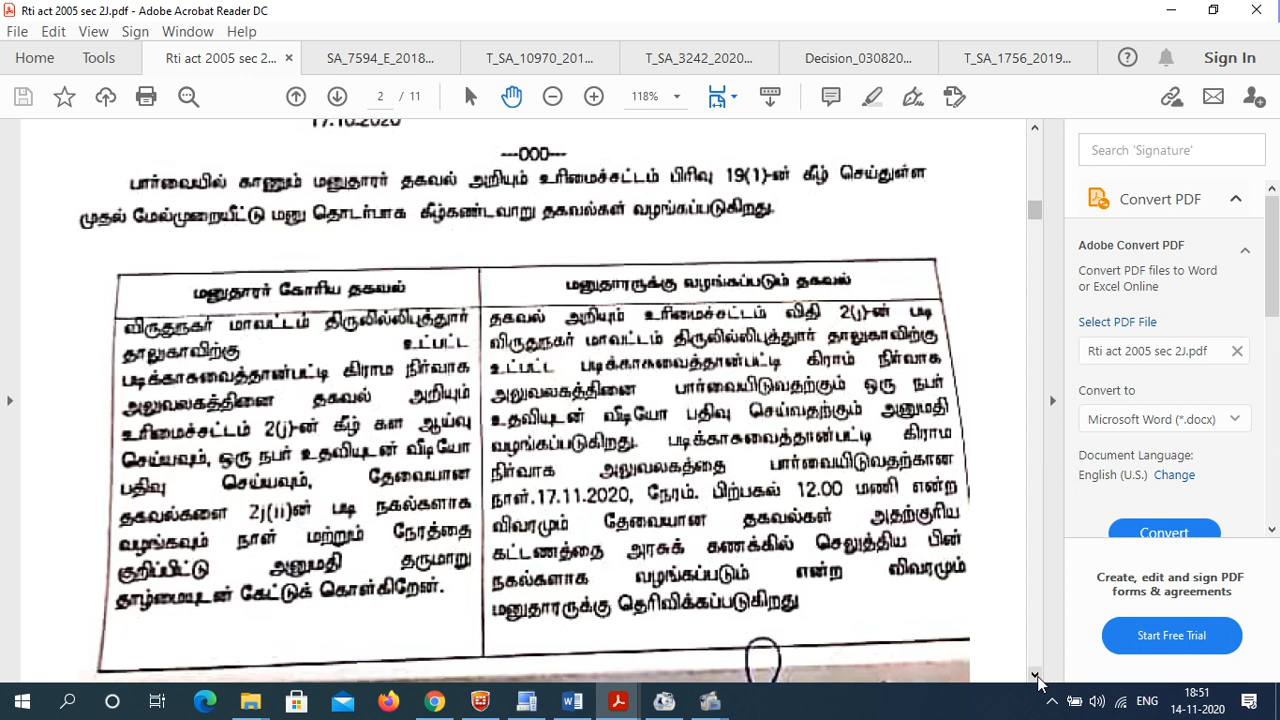 Rti act 2005 sec 2J.pdf - Adobe Acrobat Reader DC
File Edit View Sign Window Help
Home Tools Rti act 2005 sec 2... × SA_7594_E_2018... T_SA_10970_201... T_SA_3242_2020... Decision_030820... T_SA_1756_2019... Sign In
2 / 11 118%
17.10.2020
---000---
பார்வையில் காணும் மனுதாரர் தகவல் அறியும் உரிமைச்சட்டம் பிரிவு 19(1)-ன் கீழ் செய்துள்ள
முதல் மேல்முறையீட்டு மனு தொடர்பாக கீழ்கண்டவாறு தகவல்கள் வழங்கப்படுகிறது.
மனுதாரர் கோரிய தகவல்
விருதுநகர் மாவட்டம் திருவில்லிபுத்தூர்
தாலுகாவிற்கு உட்பட்ட
படிக்காசுவைத்தான்பட்டி கிராம நிர்வாக
அலுவலகத்தினை தகவல் அறியும்
உரிமைச்சட்டம் 2(j)-ன் கீழ் கள ஆய்வு
செய்யவும், ஒரு நபர் உதவியுடன் வீடியோ
பதிவு செய்யவும், தேவையான
தகவல்களை 2j(ii)ன் படி நகல்களாக
வழங்கவும் நாள் மற்றும் நேரத்தை
குறிப்பிட்டு அனுமதி தருமாறு
தாழ்மையுடன் கேட்டுக் கொள்கிறேன்.
மனுதாரருக்கு வழங்கப்படும் தகவல்
தகவல் அறியும் உரிமைச்சட்டம் விதி 2(j)-ன் படி
விருதுநகர் மாவட்டம் திருவில்லிபுத்தூர் தாலுகாவிற்கு
உட்பட்ட படிக்காசுவைத்தான்பட்டி கிராம் நிர்வாக
அலுவலகத்தினை பார்வையிடுவதற்கும் ஒரு நபர்
உதவியுடன் வீடியோ பதிவு செய்வதற்கும் அனுமதி
வழங்கப்படுகிறது. படிக்காசுவைத்தான்பட்டி கிராம
நிர்வாக அலுவலகத்தை பார்வையிடுவதற்கான
நாள்.17.11.2020, நேரம். பிற்பகல் 12.00 மணி என்ற
விவரமும் தேவையான தகவல்கள் அதற்குரிய
கட்டணத்தை அரசுக் கணக்கில் செலுத்திய பின்
நகல்களாக வழங்கப்படும் என்ற விவரமும்
மனுதாரருக்கு தெரிவிக்கப்படுகிறது
Search 'Signature'
Convert PDF
Adobe Convert PDF
Convert PDF files to Word
or Excel Online
Select PDF File
Rti act 2005 sec 2J.pdf
Convert to
Microsoft Word (*.docx)
Document Language:
English (U.S.) Change
Convert
Create, edit and sign PDF
forms & agreements
Start Free Trial
ENG
18:51
14-11-2020